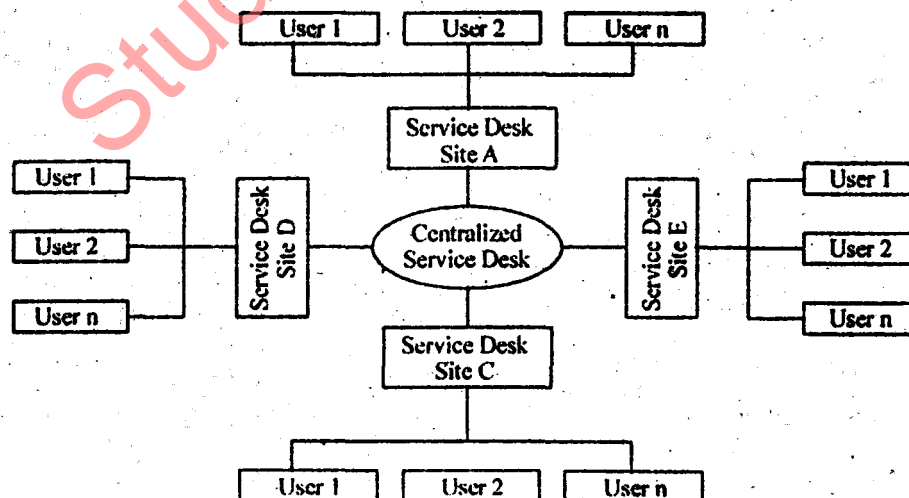 Stud
User 1
User 2
User n
Service Desk
Site A
User 1
User 2
User n
Service Desk
Site D
Centralized
Service Desk
Service Desk
Site E
User 1
User 2
User n
Service Desk
Site C
User 1
User 2
User n